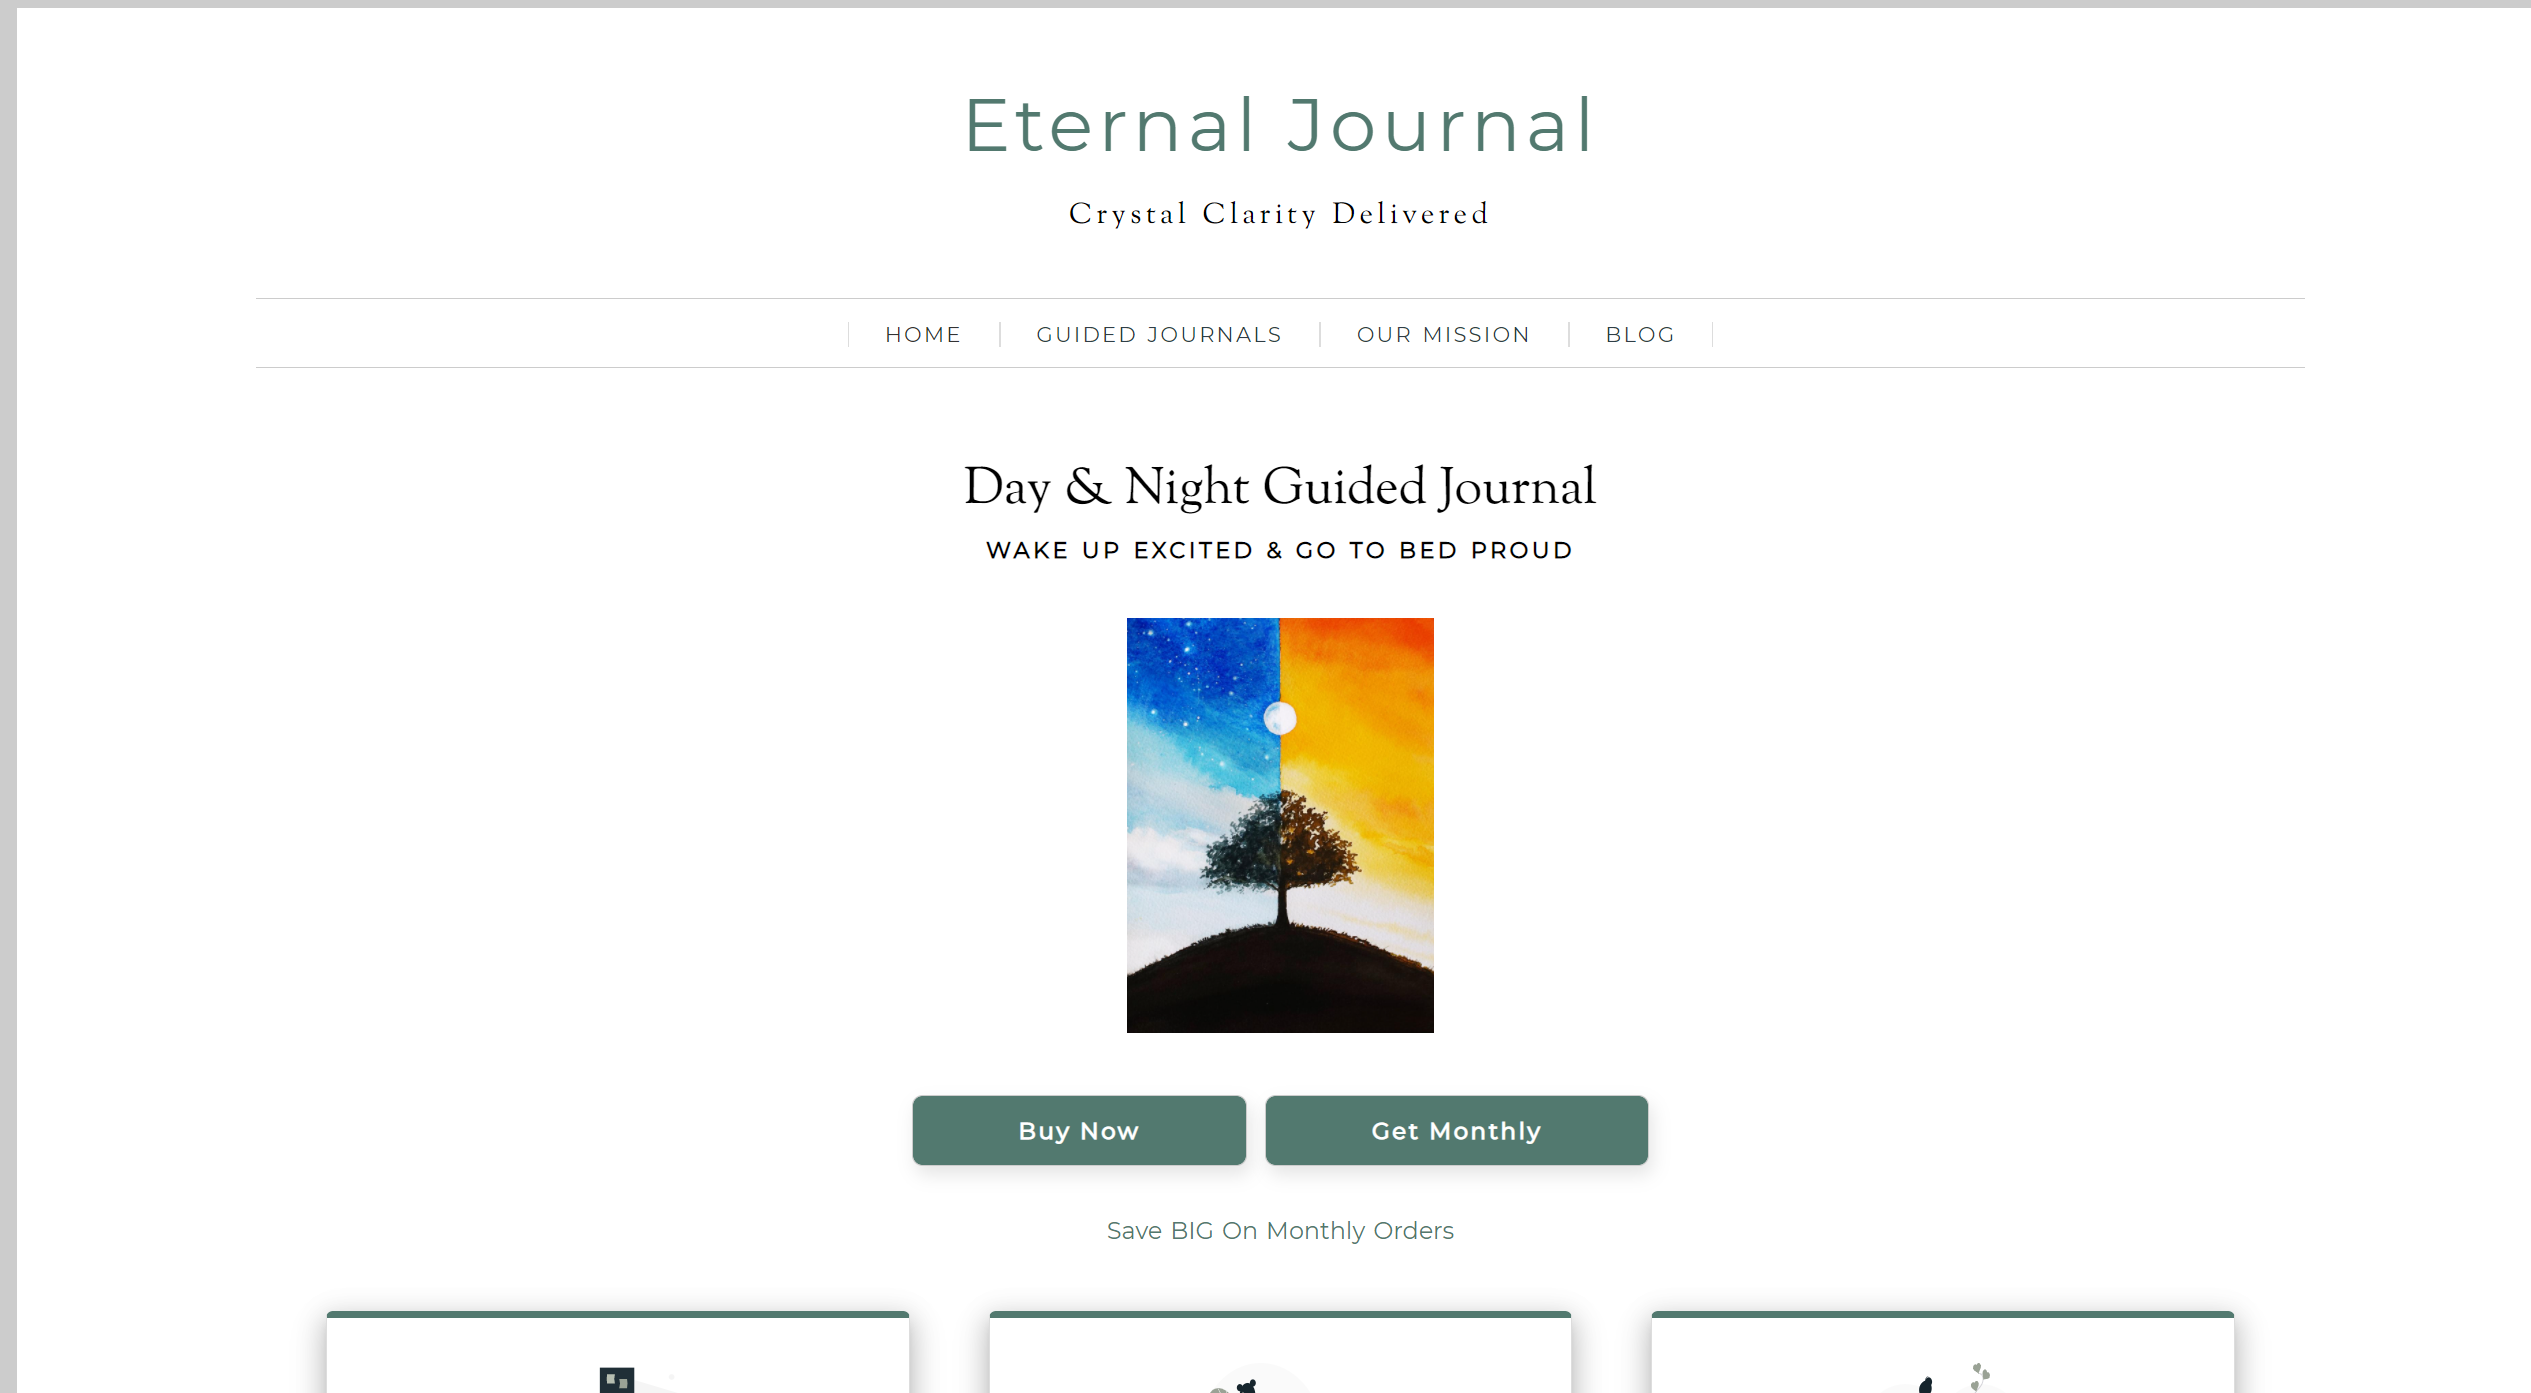 Eternal Journal
Crystal Clarity Delivered
HOME
GUIDED JOURNALS
OUR MISSION
BLOG
Day & Night Guided Journal
WAKE UP EXCITED & GO TO BED PROUD
Buy Now
Get Monthly
Save BIG On Monthly Orders